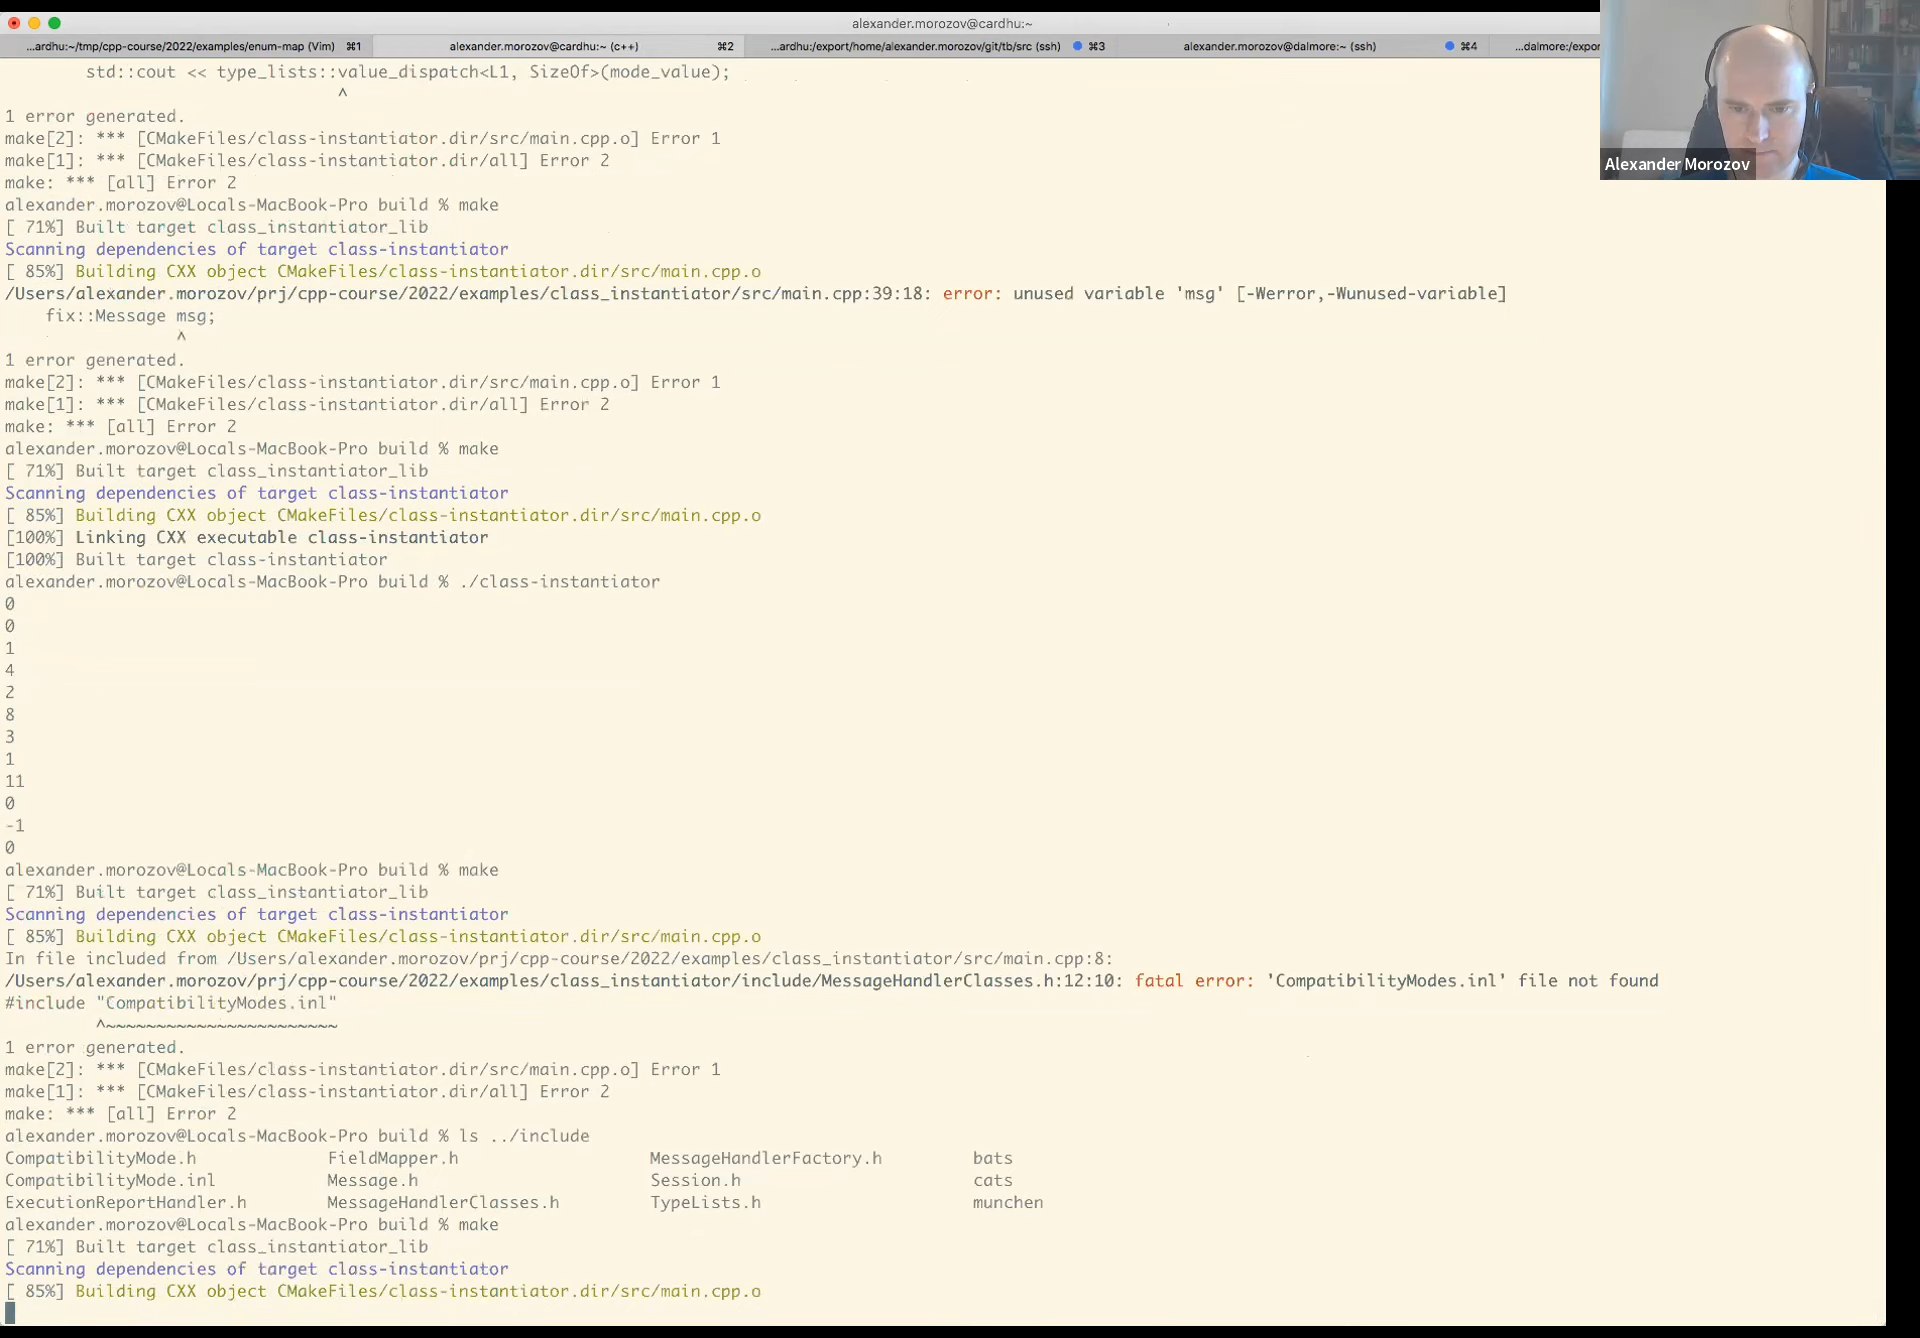 alexander.morozov@cardhu:~
...ardhu:~/tmp/cpp-course/2022/examples/enum-map (Vim) ⌘1
alexander.morozov@cardhu:~ (c++) ⌘2
...ardhu:/export/home/alexander.morozov/git/tb/src (ssh) ⌘3
alexander.morozov@dalmore:~ (ssh) ⌘4
...dalmore:/expor
Alexander Morozov
std::cout << type_lists::value_dispatch<L1, SizeOf>(mode_value);
^
1 error generated.
make[2]: *** [CMakeFiles/class-instantiator.dir/src/main.cpp.o] Error 1
make[1]: *** [CMakeFiles/class-instantiator.dir/all] Error 2
make: *** [all] Error 2
alexander.morozov@Locals-MacBook-Pro build % make
[ 71%] Built target class_instantiator_lib
Scanning dependencies of target class-instantiator
[ 85%] Building CXX object CMakeFiles/class-instantiator.dir/src/main.cpp.o
/Users/alexander.morozov/prj/cpp-course/2022/examples/class_instantiator/src/main.cpp:39:18: error: unused variable 'msg' [-Werror,-Wunused-variable]
fix::Message msg;
^
1 error generated.
make[2]: *** [CMakeFiles/class-instantiator.dir/src/main.cpp.o] Error 1
make[1]: *** [CMakeFiles/class-instantiator.dir/all] Error 2
make: *** [all] Error 2
alexander.morozov@Locals-MacBook-Pro build % make
[ 71%] Built target class_instantiator_lib
Scanning dependencies of target class-instantiator
[ 85%] Building CXX object CMakeFiles/class-instantiator.dir/src/main.cpp.o
[100%] Linking CXX executable class-instantiator
[100%] Built target class-instantiator
alexander.morozov@Locals-MacBook-Pro build % ./class-instantiator
0
0
1
4
2
8
3
1
11
0
-1
0
alexander.morozov@Locals-MacBook-Pro build % make
[ 71%] Built target class_instantiator_lib
Scanning dependencies of target class-instantiator
[ 85%] Building CXX object CMakeFiles/class-instantiator.dir/src/main.cpp.o
In file included from /Users/alexander.morozov/prj/cpp-course/2022/examples/class_instantiator/src/main.cpp:8:
/Users/alexander.morozov/prj/cpp-course/2022/examples/class_instantiator/include/MessageHandlerClasses.h:12:10: fatal error: 'CompatibilityModes.inl' file not found
#include "CompatibilityModes.inl"
^~~~~~~~~~~~~~~~~~~~~~~~
1 error generated.
make[2]: *** [CMakeFiles/class-instantiator.dir/src/main.cpp.o] Error 1
make[1]: *** [CMakeFiles/class-instantiator.dir/all] Error 2
make: *** [all] Error 2
alexander.morozov@Locals-MacBook-Pro build % ls ../include
CompatibilityMode.h FieldMapper.h MessageHandlerFactory.h bats
CompatibilityMode.inl Message.h Session.h cats
ExecutionReportHandler.h MessageHandlerClasses.h TypeLists.h munchen
alexander.morozov@Locals-MacBook-Pro build % make
[ 71%] Built target class_instantiator_lib
Scanning dependencies of target class-instantiator
[ 85%] Building CXX object CMakeFiles/class-instantiator.dir/src/main.cpp.o